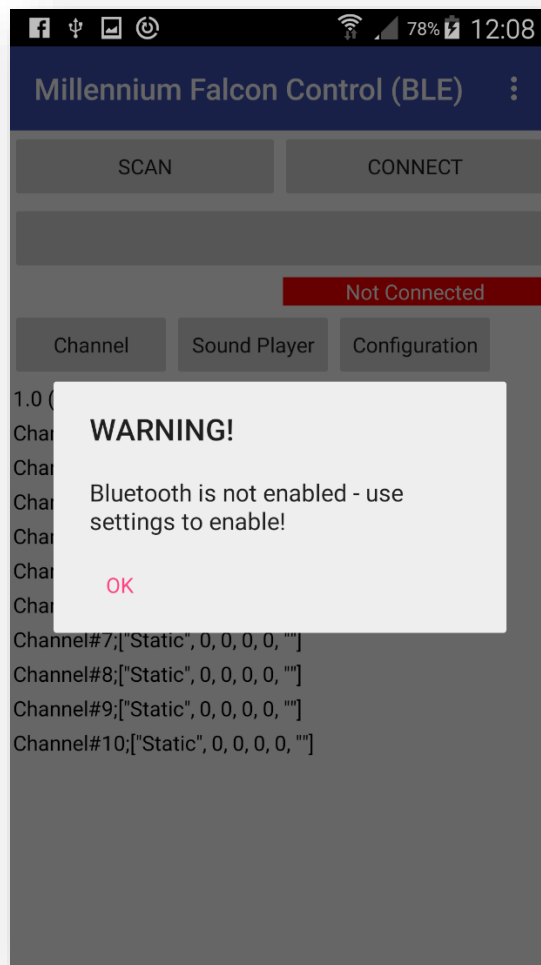 78% 12:08
Millennium Falcon Control (BLE)
SCAN CONNECT
Not Connected
Channel Sound Player Configuration
1.0 (
WARNING!
Bluetooth is not enabled - use
settings to enable!
OK
Channel#7;["Static", 0, 0, 0, 0, ""]
Channel#8;["Static", 0, 0, 0, 0, ""]
Channel#9;["Static", 0, 0, 0, 0, ""]
Channel#10;["Static", 0, 0, 0, 0, ""]